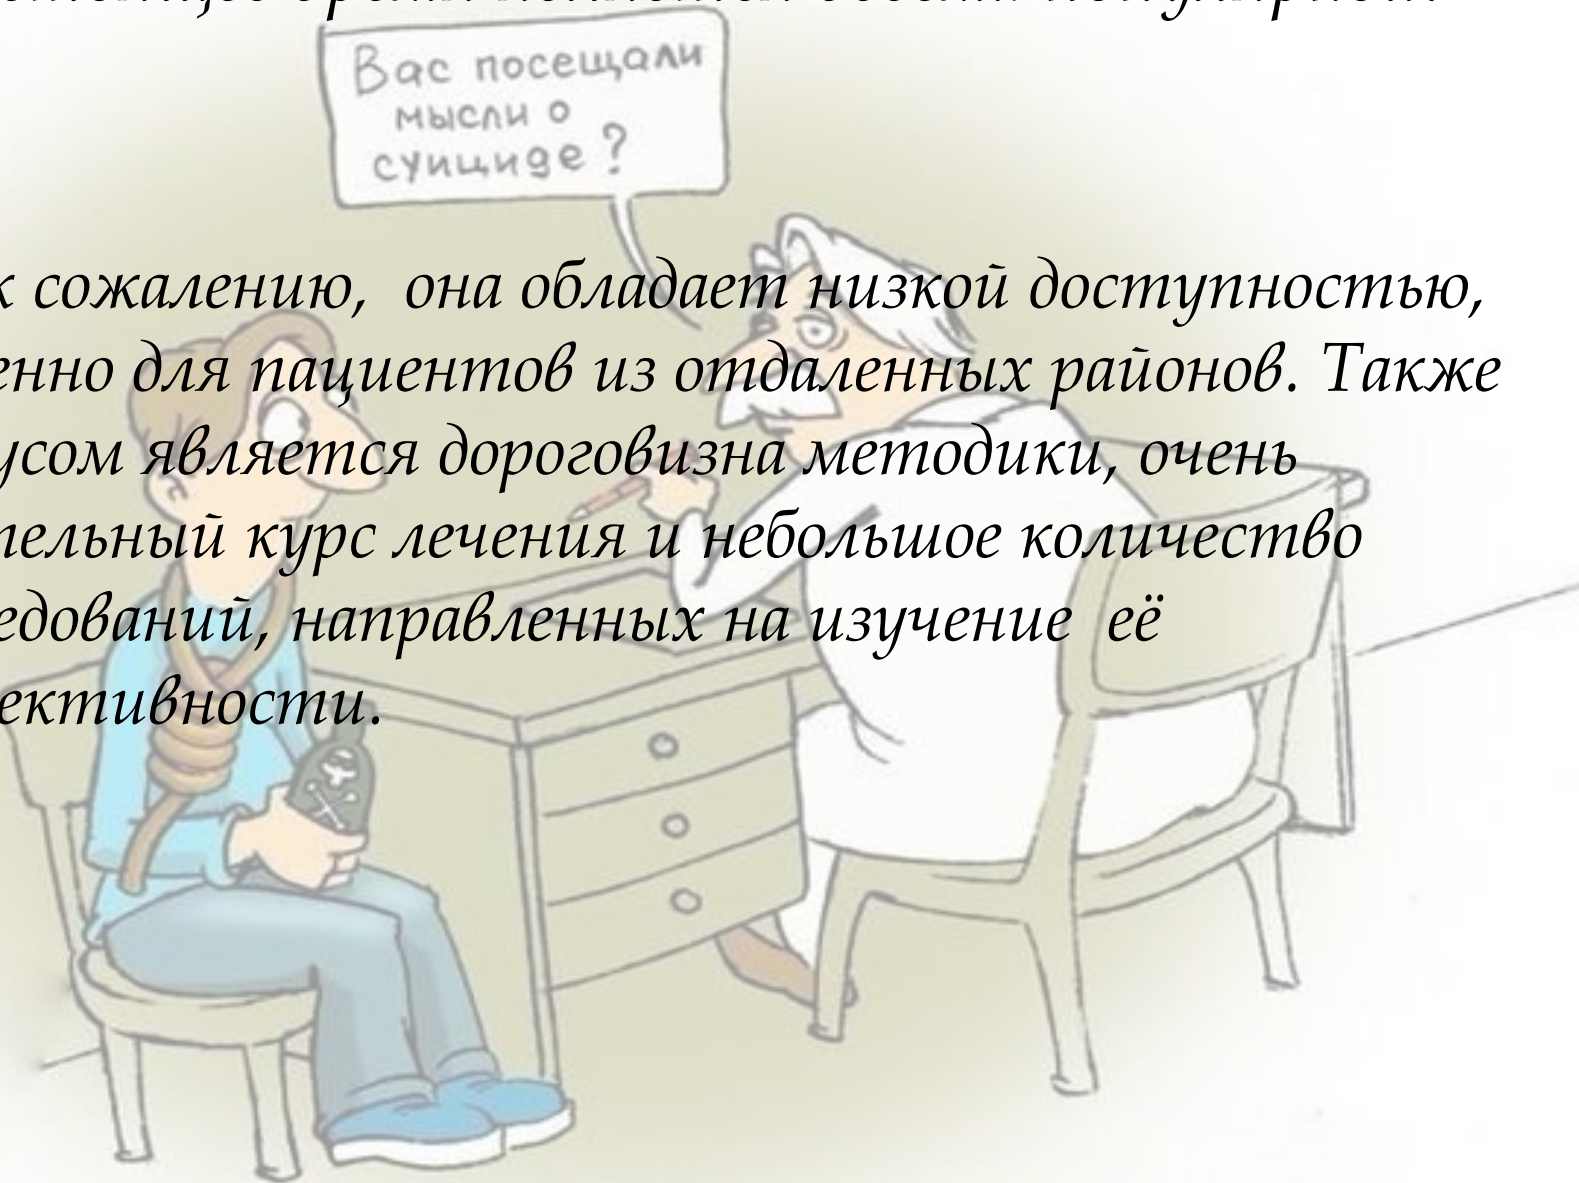 Вас посещали
мысли о
суициде?
к сожалению, она обладает низкой доступностью,
енно для пациентов из отдаленных районов. Также
усом является дороговизна методики, очень
тельный курс лечения и небольшое количество
едований, направленных на изучение её
ективности.